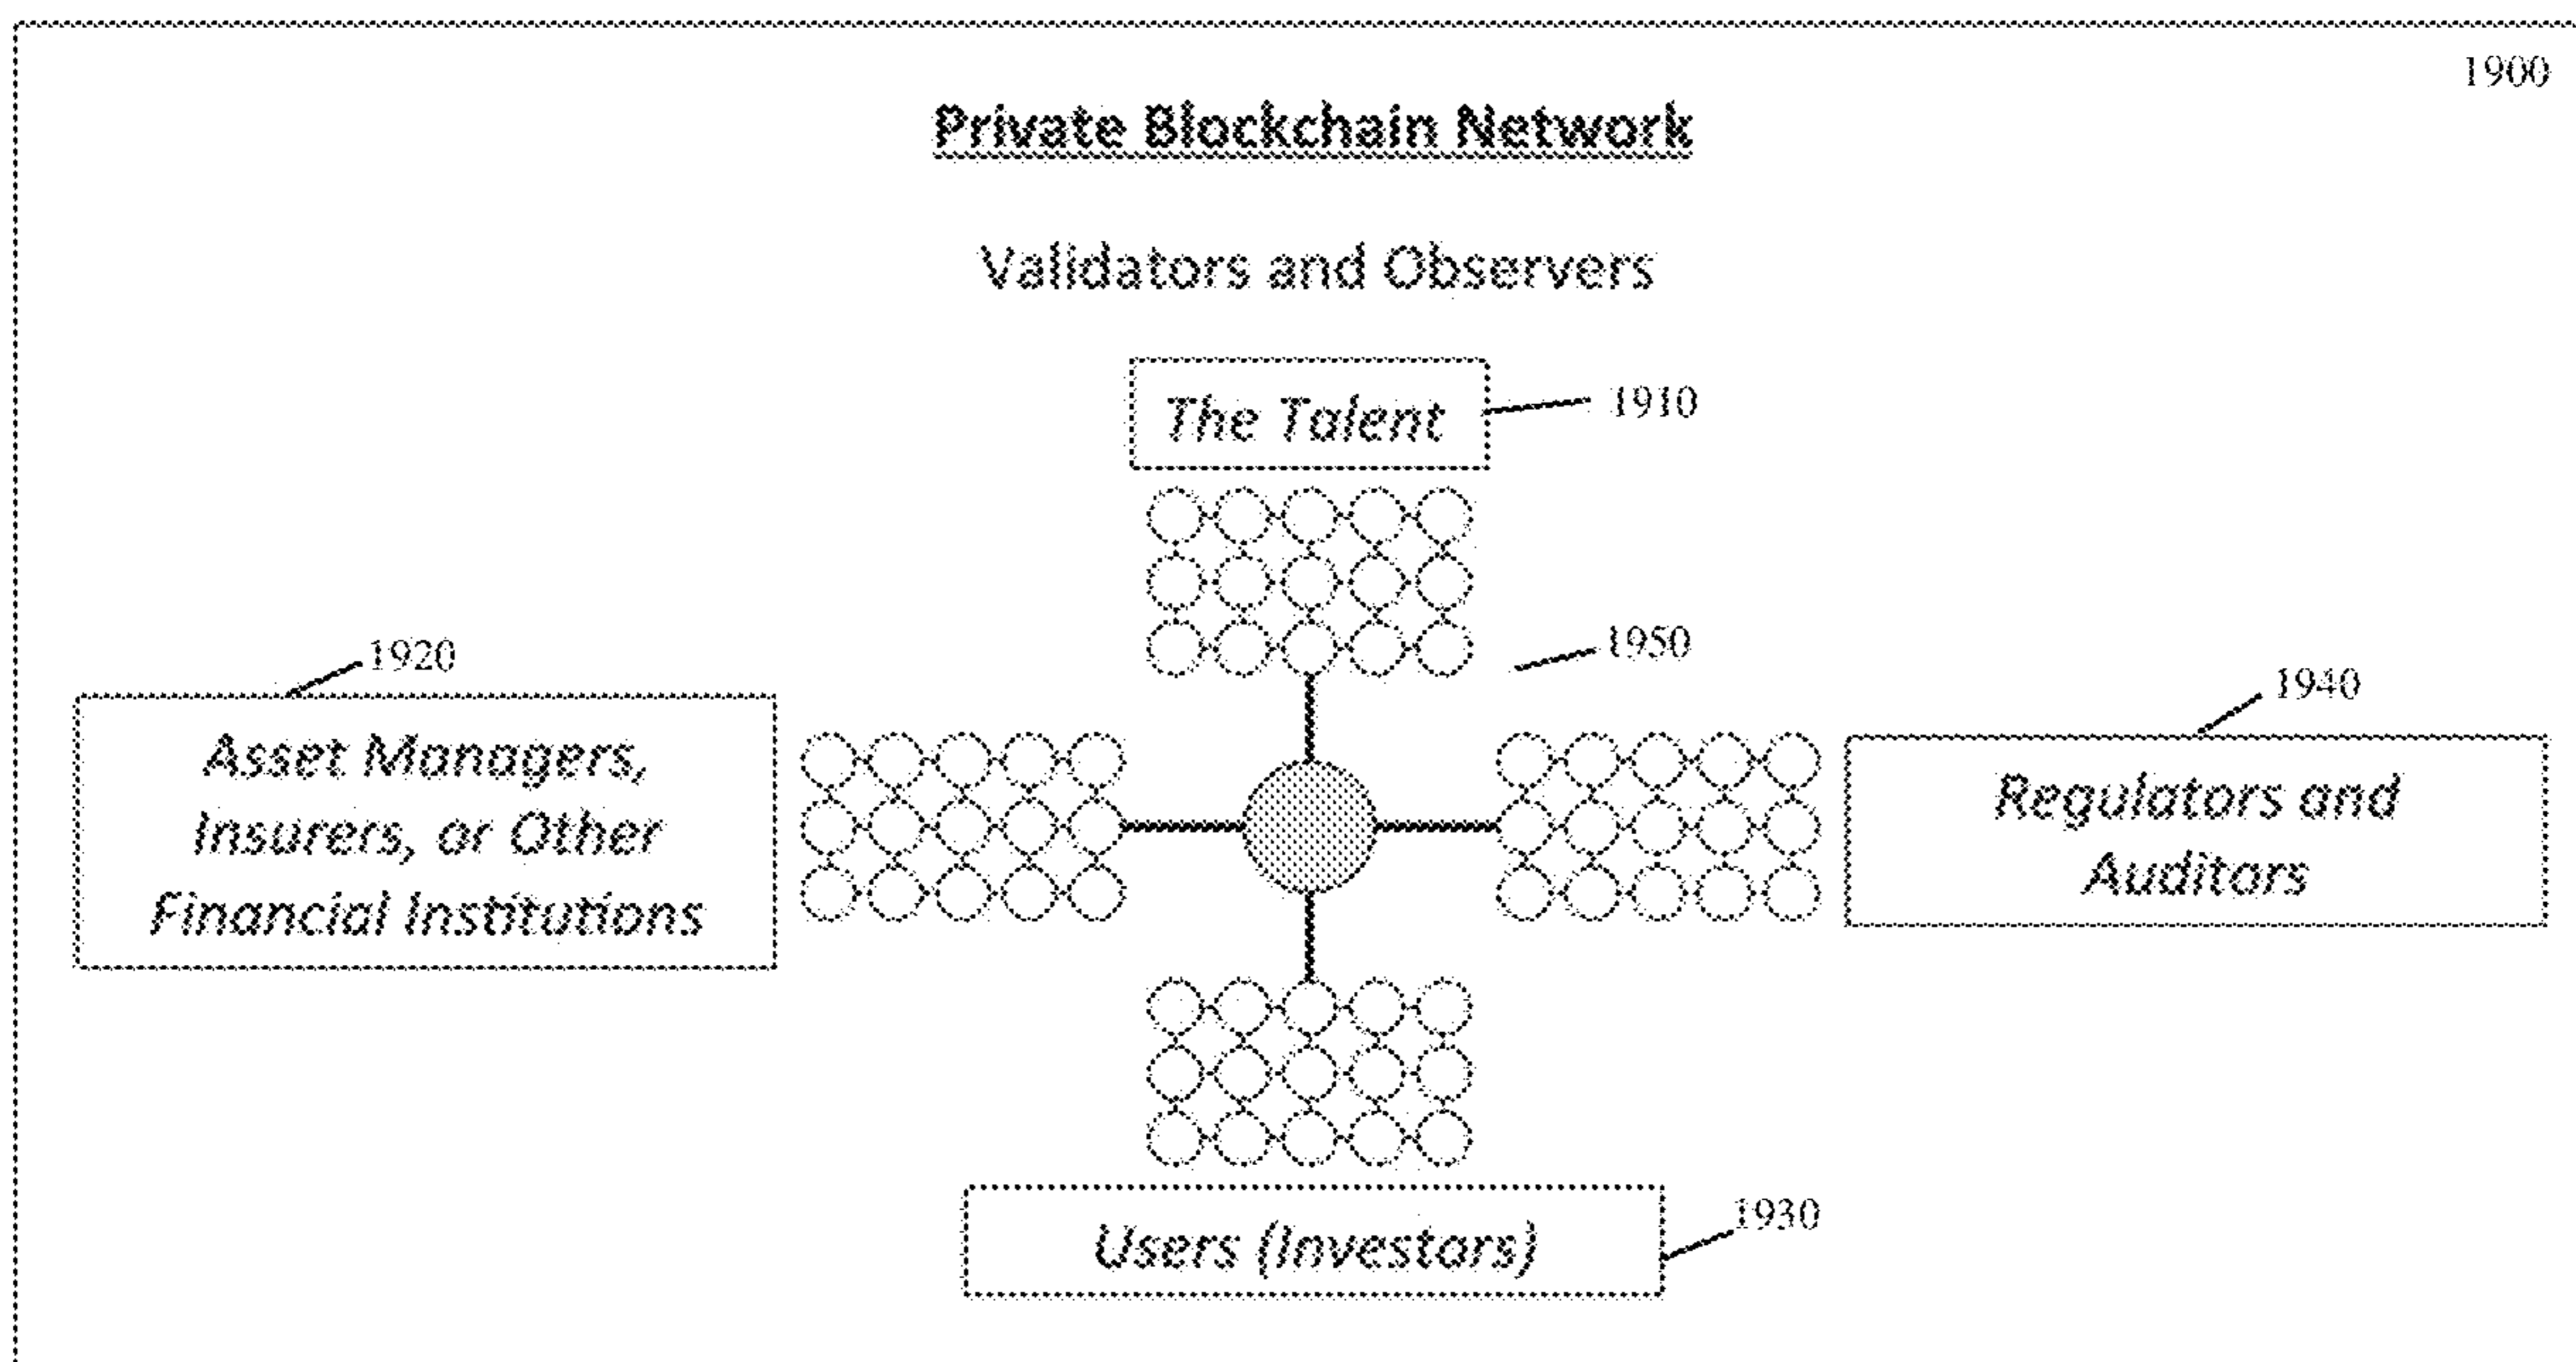 1900
Private Blockchain Network
Validators and Observers
The Talent
1910
1950
1920
1940
Asset Managers,
Insurers, or Other
Financial Institutions
Regulators and
Auditors
Users (Investors)
1930